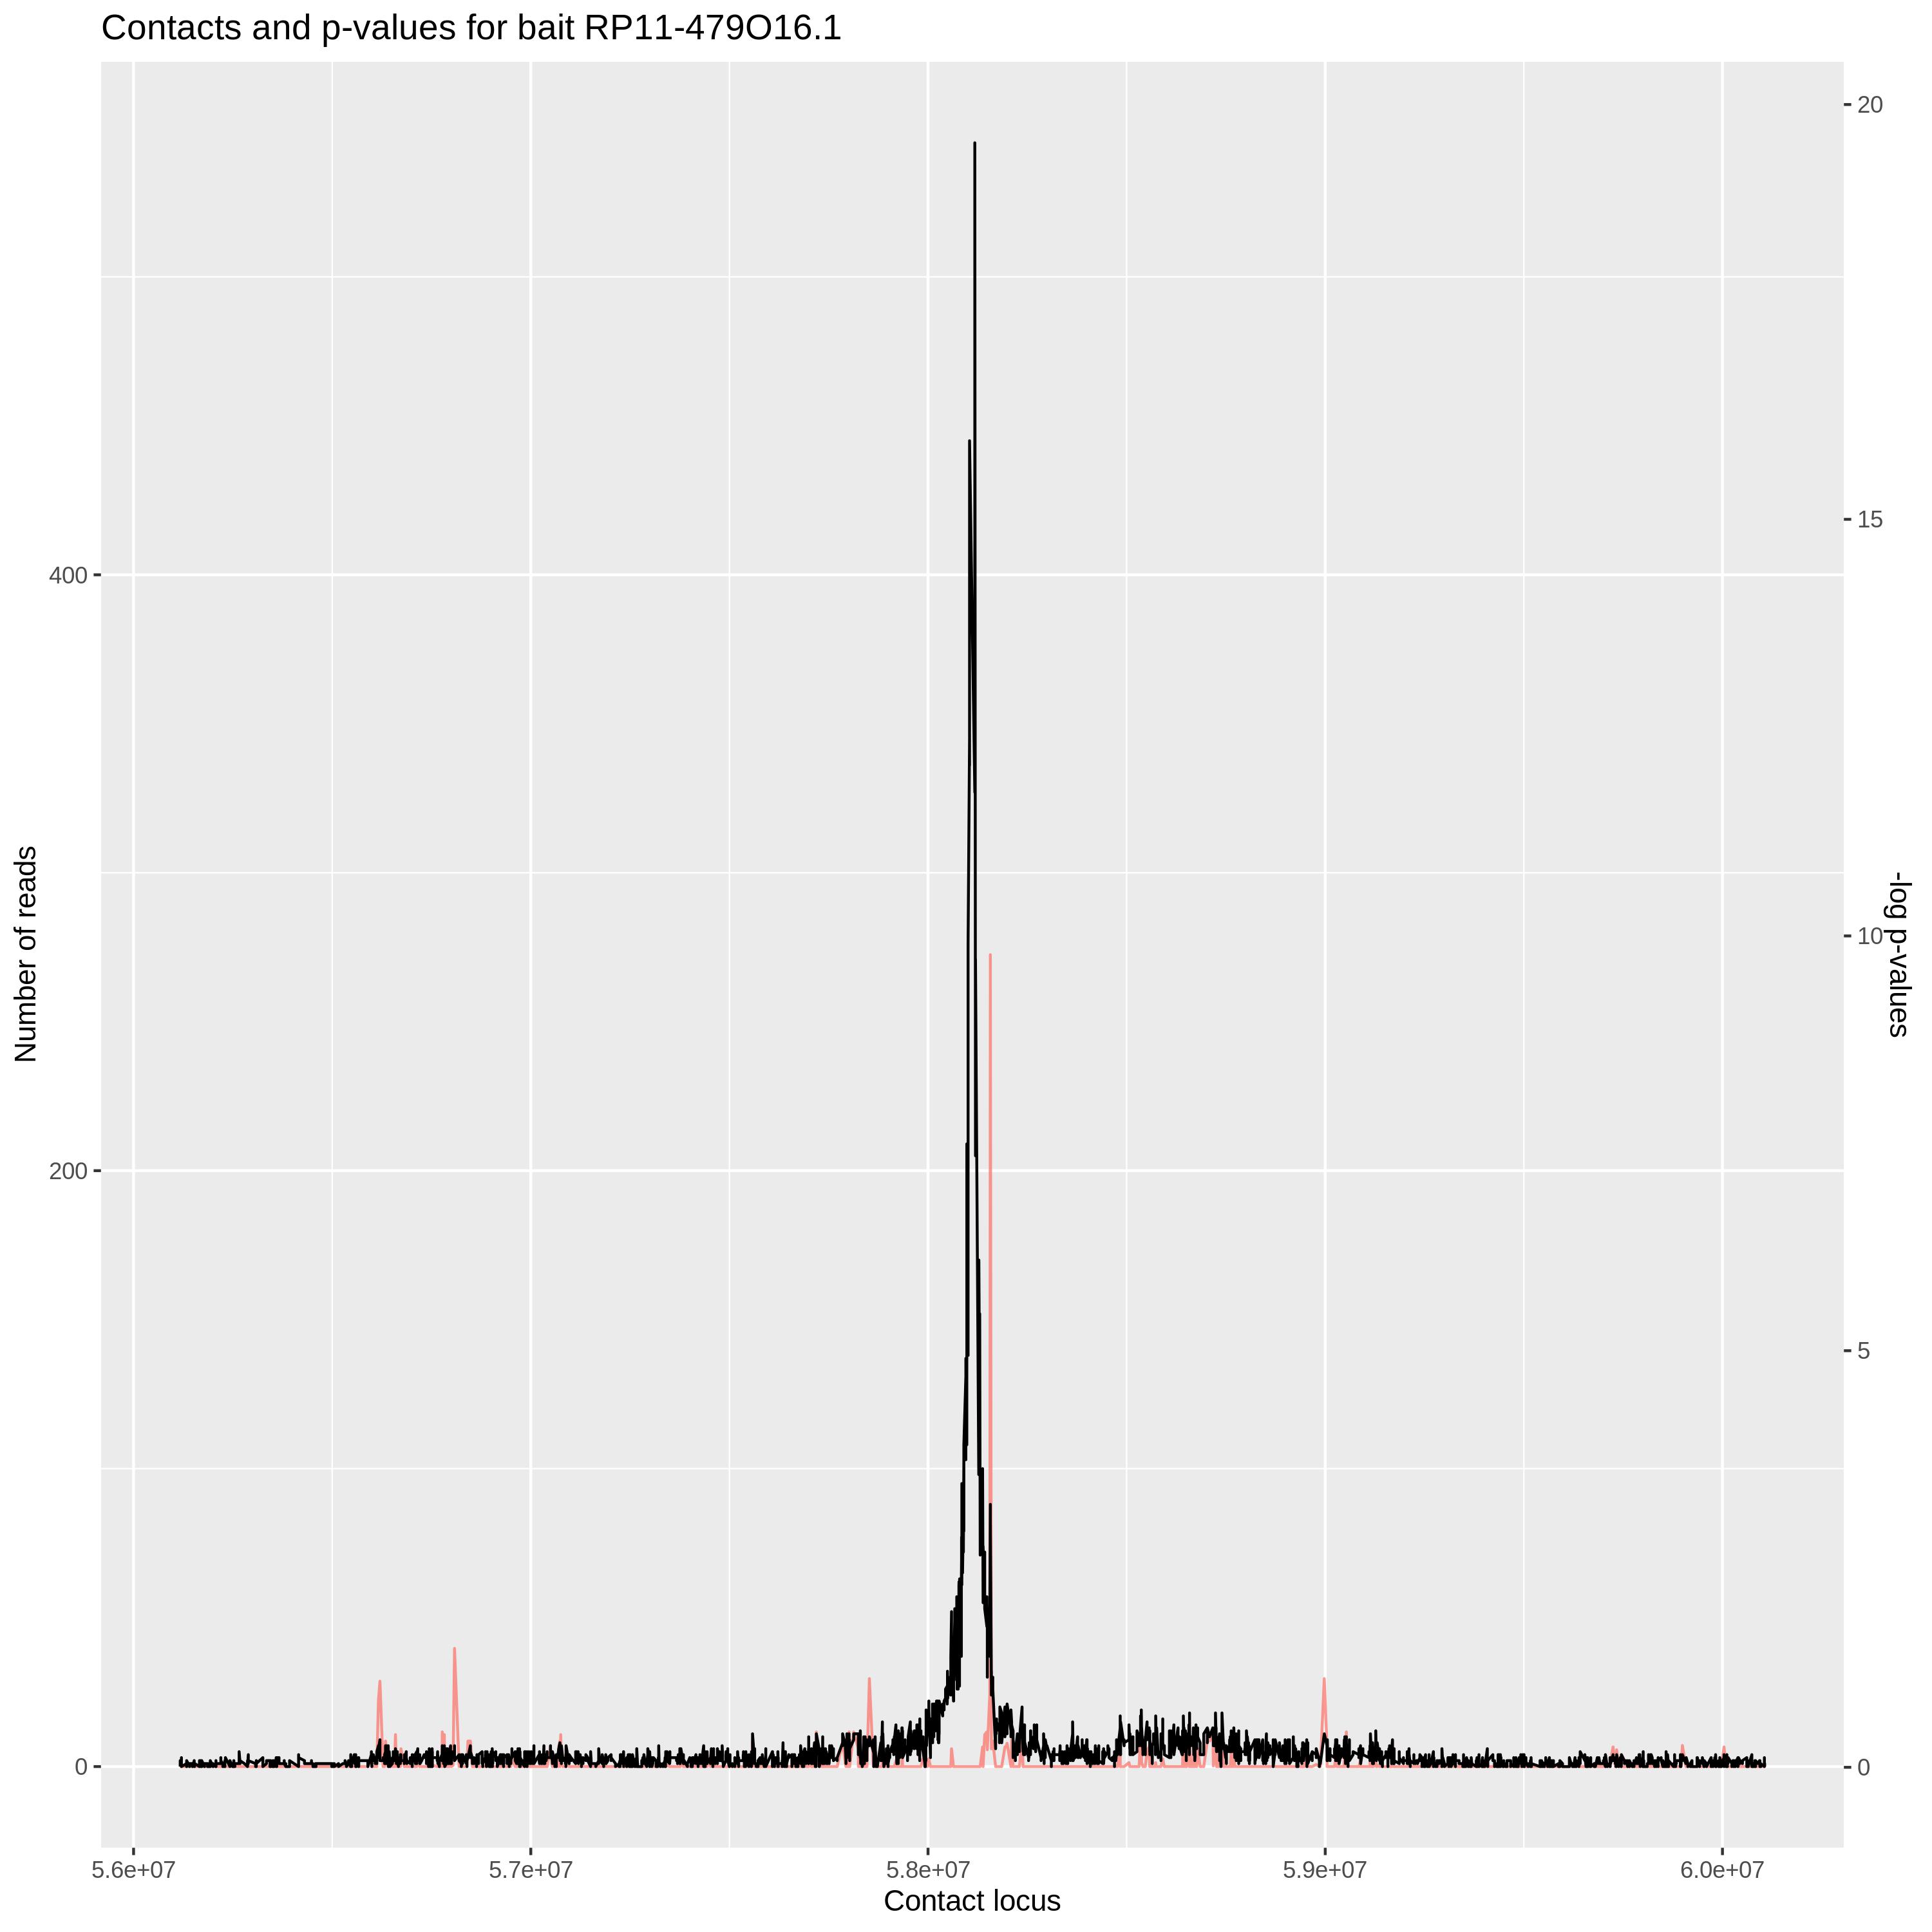 Contacts and p-values for bait RP11-479O16.1
20
15
400
10
Number of reads
-log p-values
200
5
0
0
5.6e+07
5.7e+07
5.8e+07
5.9e+07
6.0e+07
Contact locus